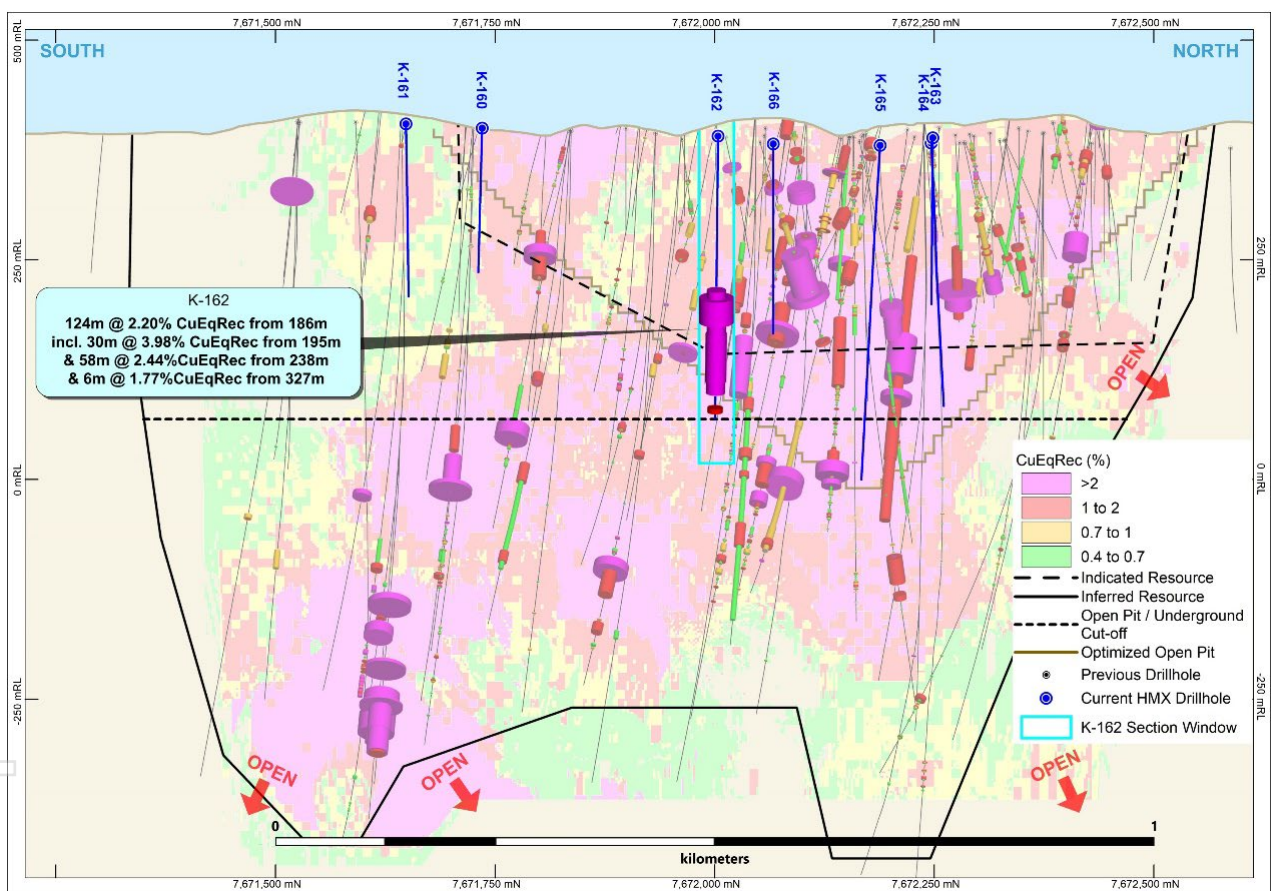 7,671,500 mN
7,671,750 mN
7,672,000 mN
7,672,250 mN
7,672,500 mN
500 mRL
500 mRL
SOUTH
NORTH
K-161
K-160
K-162
K-166
K-165
K-164
K-163
250 mRL
250 mRL
K-162
124m @ 2.20% CuEqRec from 186m
incl. 30m @ 3.98% CuEqRec from 195m
& 58m @ 2.44%CuEqRec from 238m
& 6m @ 1.77%CuEqRec from 327m
OPEN
0 mRL
0 mRL
CuEqRec (%)
>2
1 to 2
0.7 to 1
0.4 to 0.7
Indicated Resource
Inferred Resource
Open Pit / Underground
Cut-off
Optimized Open Pit
Previous Drillhole
Current HMX Drillhole
K-162 Section Window
-250 mRL
-250 mRL
OPEN
OPEN
OPEN
0
1
kilometers
7,671,500 mN
7,671,750 mN
7,672,000 mN
7,672,250 mN
7,672,500 mN